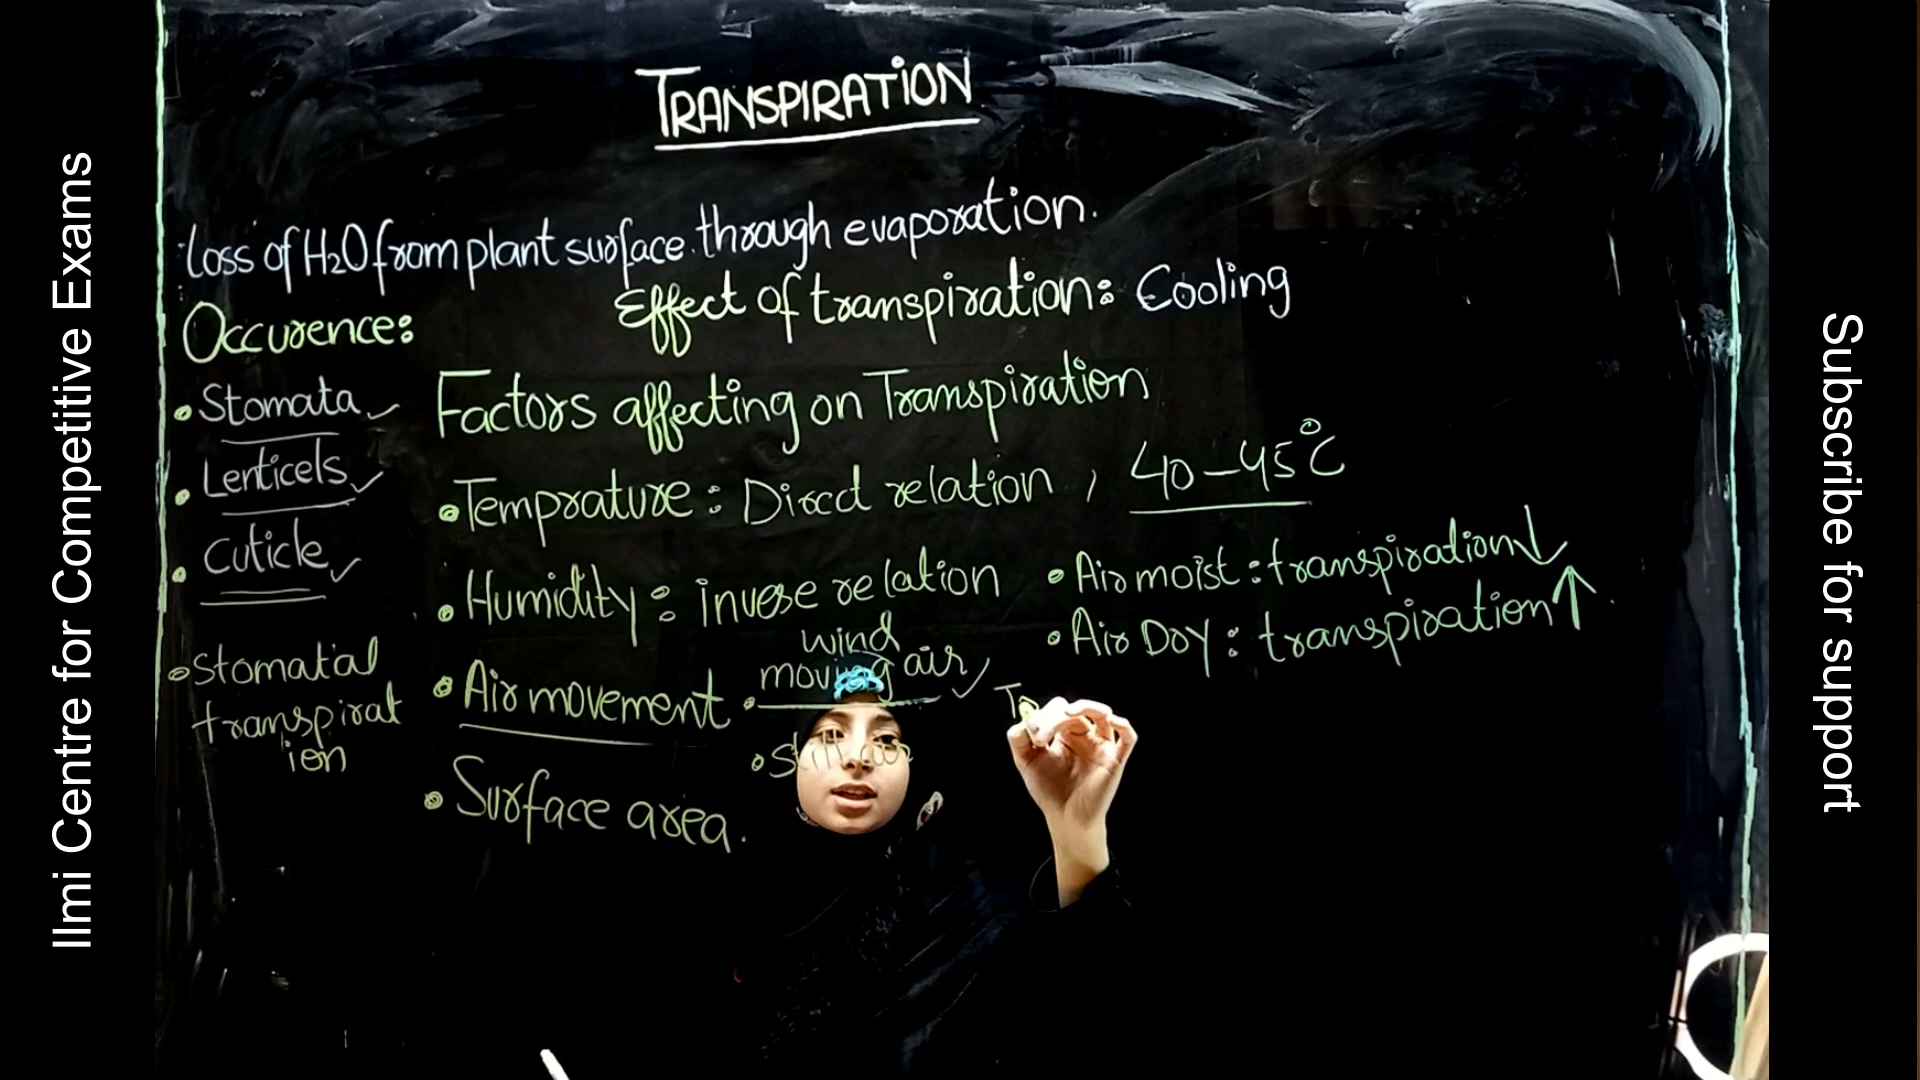 Ilmi Centre for Competitive Exams
TRANSPIRATION
Loss of H₂O from plant surface through evaporation.
Effect of transpiration: Cooling
Occurence:
• Stomata
• Lenticels
• Cuticle
• Stomatal
transpirat
ion
Factors affecting on Transpiration
• Temprature: Direct relation, 40-45°C
• Humidity: inverse relation
• Air moist: transpiration↓
• Air Dry: transpiration↑
• Air movement
wind
• moving air
• Still air
• Surface area.
Subscribe for support